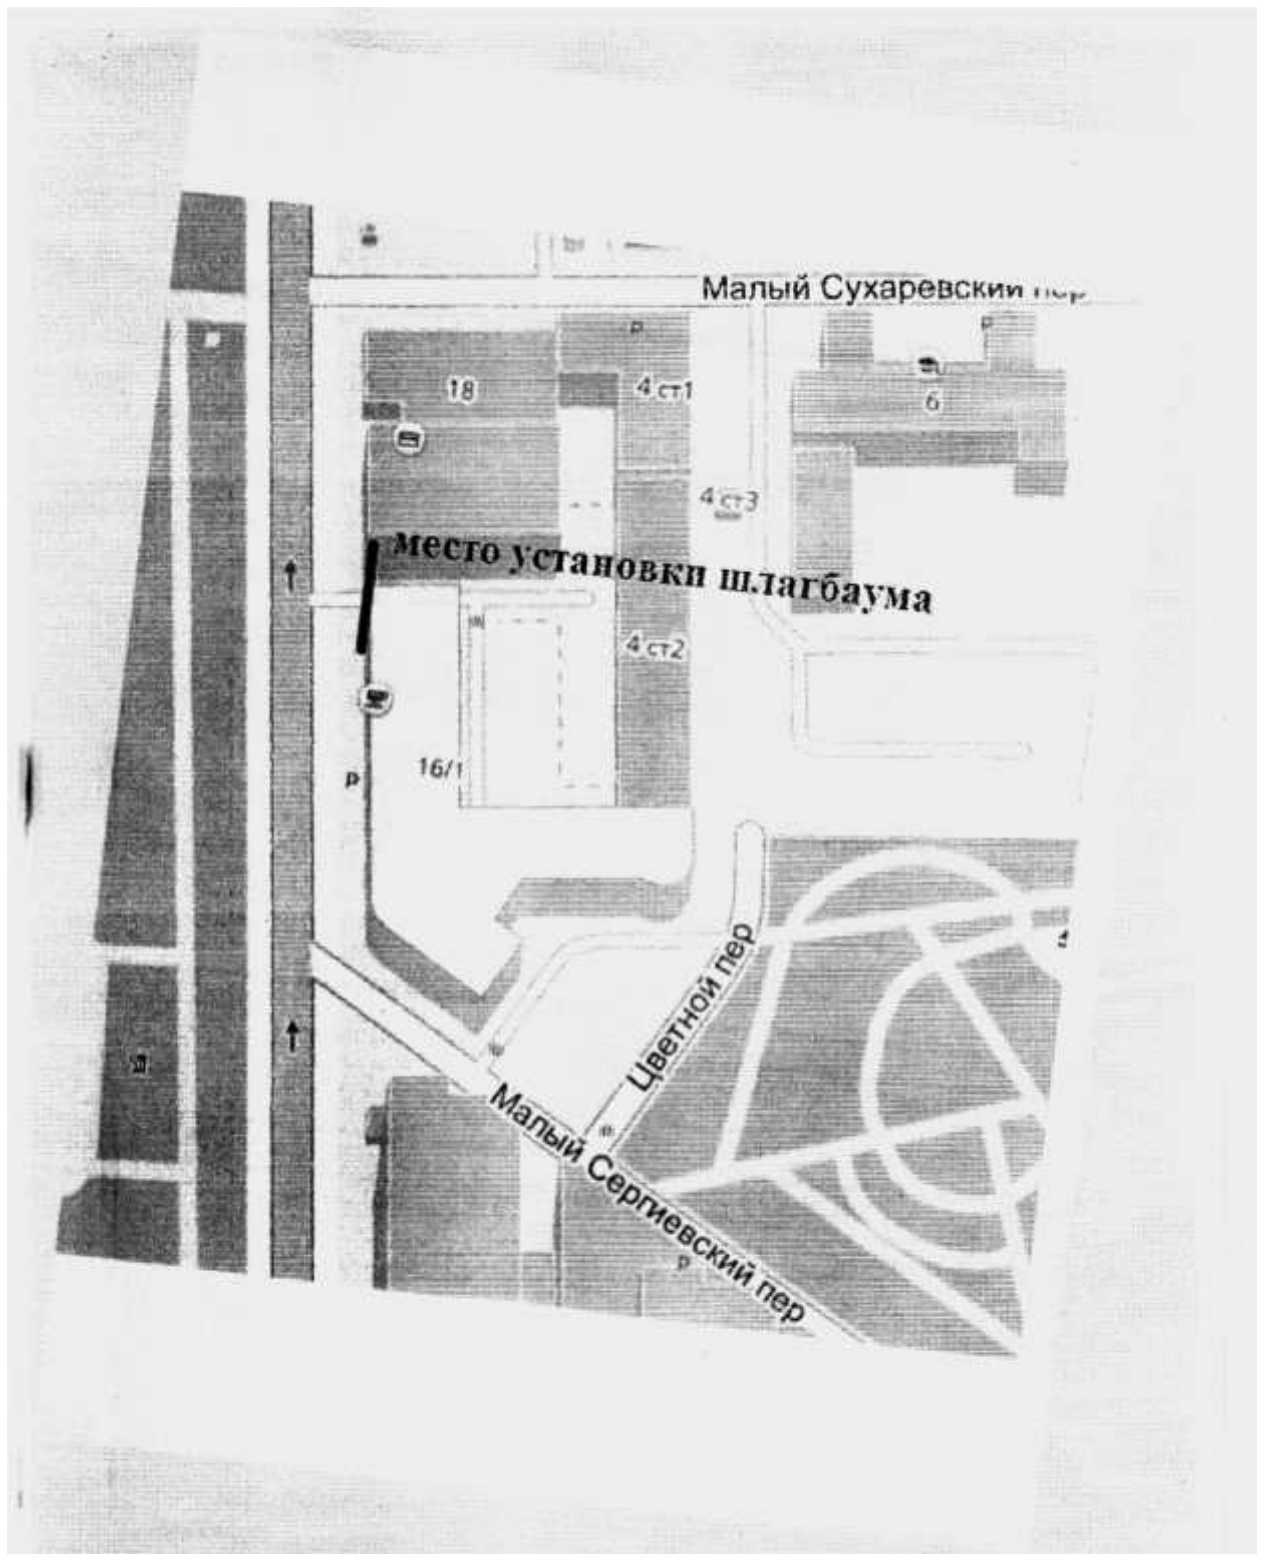 Малый Сухаревский пер
Р
Р
18
4 ст1
6
4 ст3
место установки шлагбаума
4 ст2
16/1
Р
Цветной пер
Малый Сергиевский пер
Р